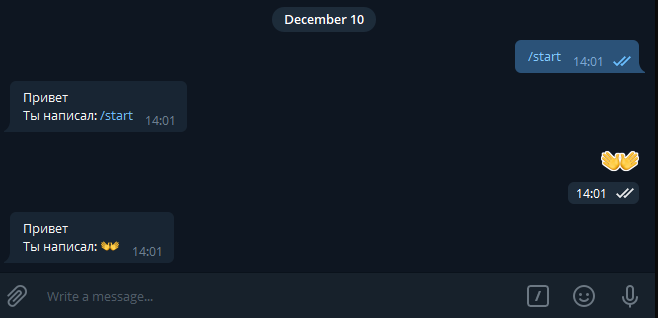 December 10
/start 14:01
Привет
Ты написал: /start 14:01
👐
14:01
Привет
Ты написал: 👐 14:01
Write a message...